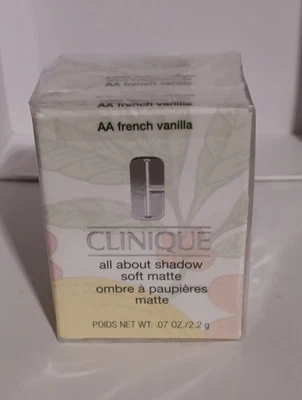 AA french vanilla
AA french vanilla
AA french vanilla
CLINIQUE
all about shadow
soft matte
ombre à paupières
matte
POIDS NET WT. .07 OZ./2.2 g